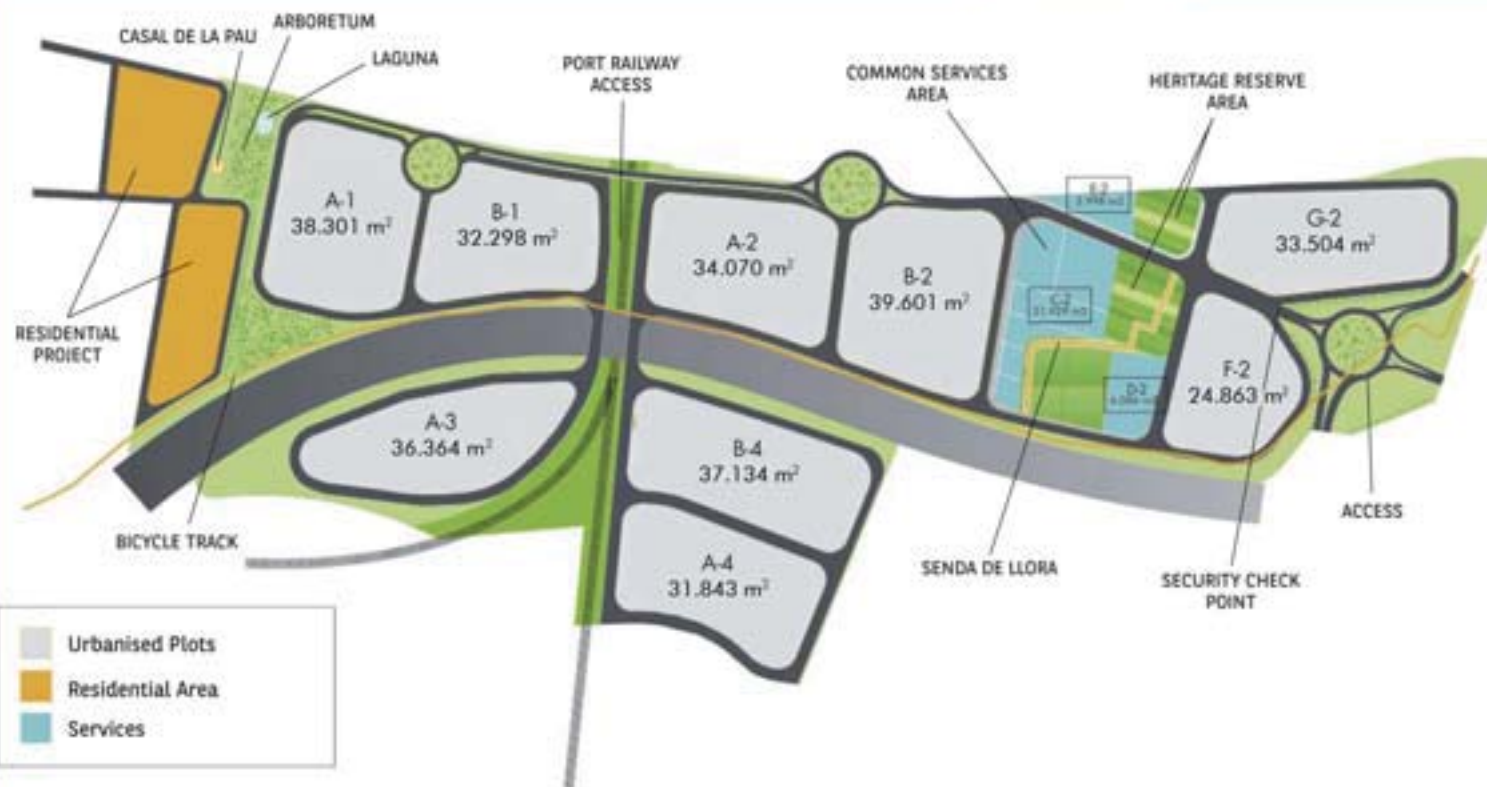 CASAL DE LA PAU
ARBORETUM
LAGUNA
PORT RAILWAY
ACCESS
COMMON SERVICES
AREA
HERITAGE RESERVE
AREA
A-1
38.301 m²
B-1
32.298 m²
A-2
34.070 m²
B-2
39.601 m²
E-2
G-2
33.504 m²
C-2
D-2
F-2
24.863 m²
RESIDENTIAL
PROJECT
A-3
36.364 m²
B-4
37.134 m²
A-4
31.843 m²
BICYCLE TRACK
SENDA DE LLORA
SECURITY CHECK
POINT
ACCESS
Urbanised Plots
Residential Area
Services